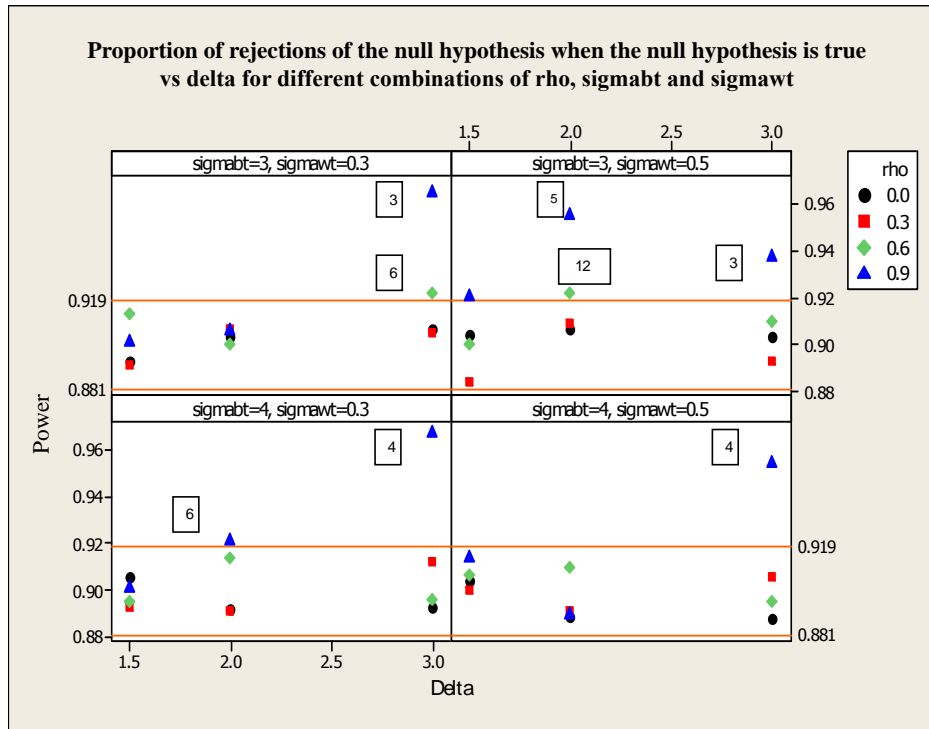 Proportion of rejections of the null hypothesis when the null hypothesis is true
vs delta for different combinations of rho, sigmabt and sigmawt
1.5 2.0 2.5 3.0
sigmabt=3, sigmawt=0.3 sigmabt=3, sigmawt=0.5
rho
0.0
0.3
0.6
0.9
3 5 0.96
6 12 3 0.94
0.919 0.92
0.90
0.881 0.88
sigmabt=4, sigmawt=0.3 sigmabt=4, sigmawt=0.5
Power
0.96 4 4
0.94
6
0.92 0.919
0.90
0.88 0.881
1.5 2.0 2.5 3.0
Delta